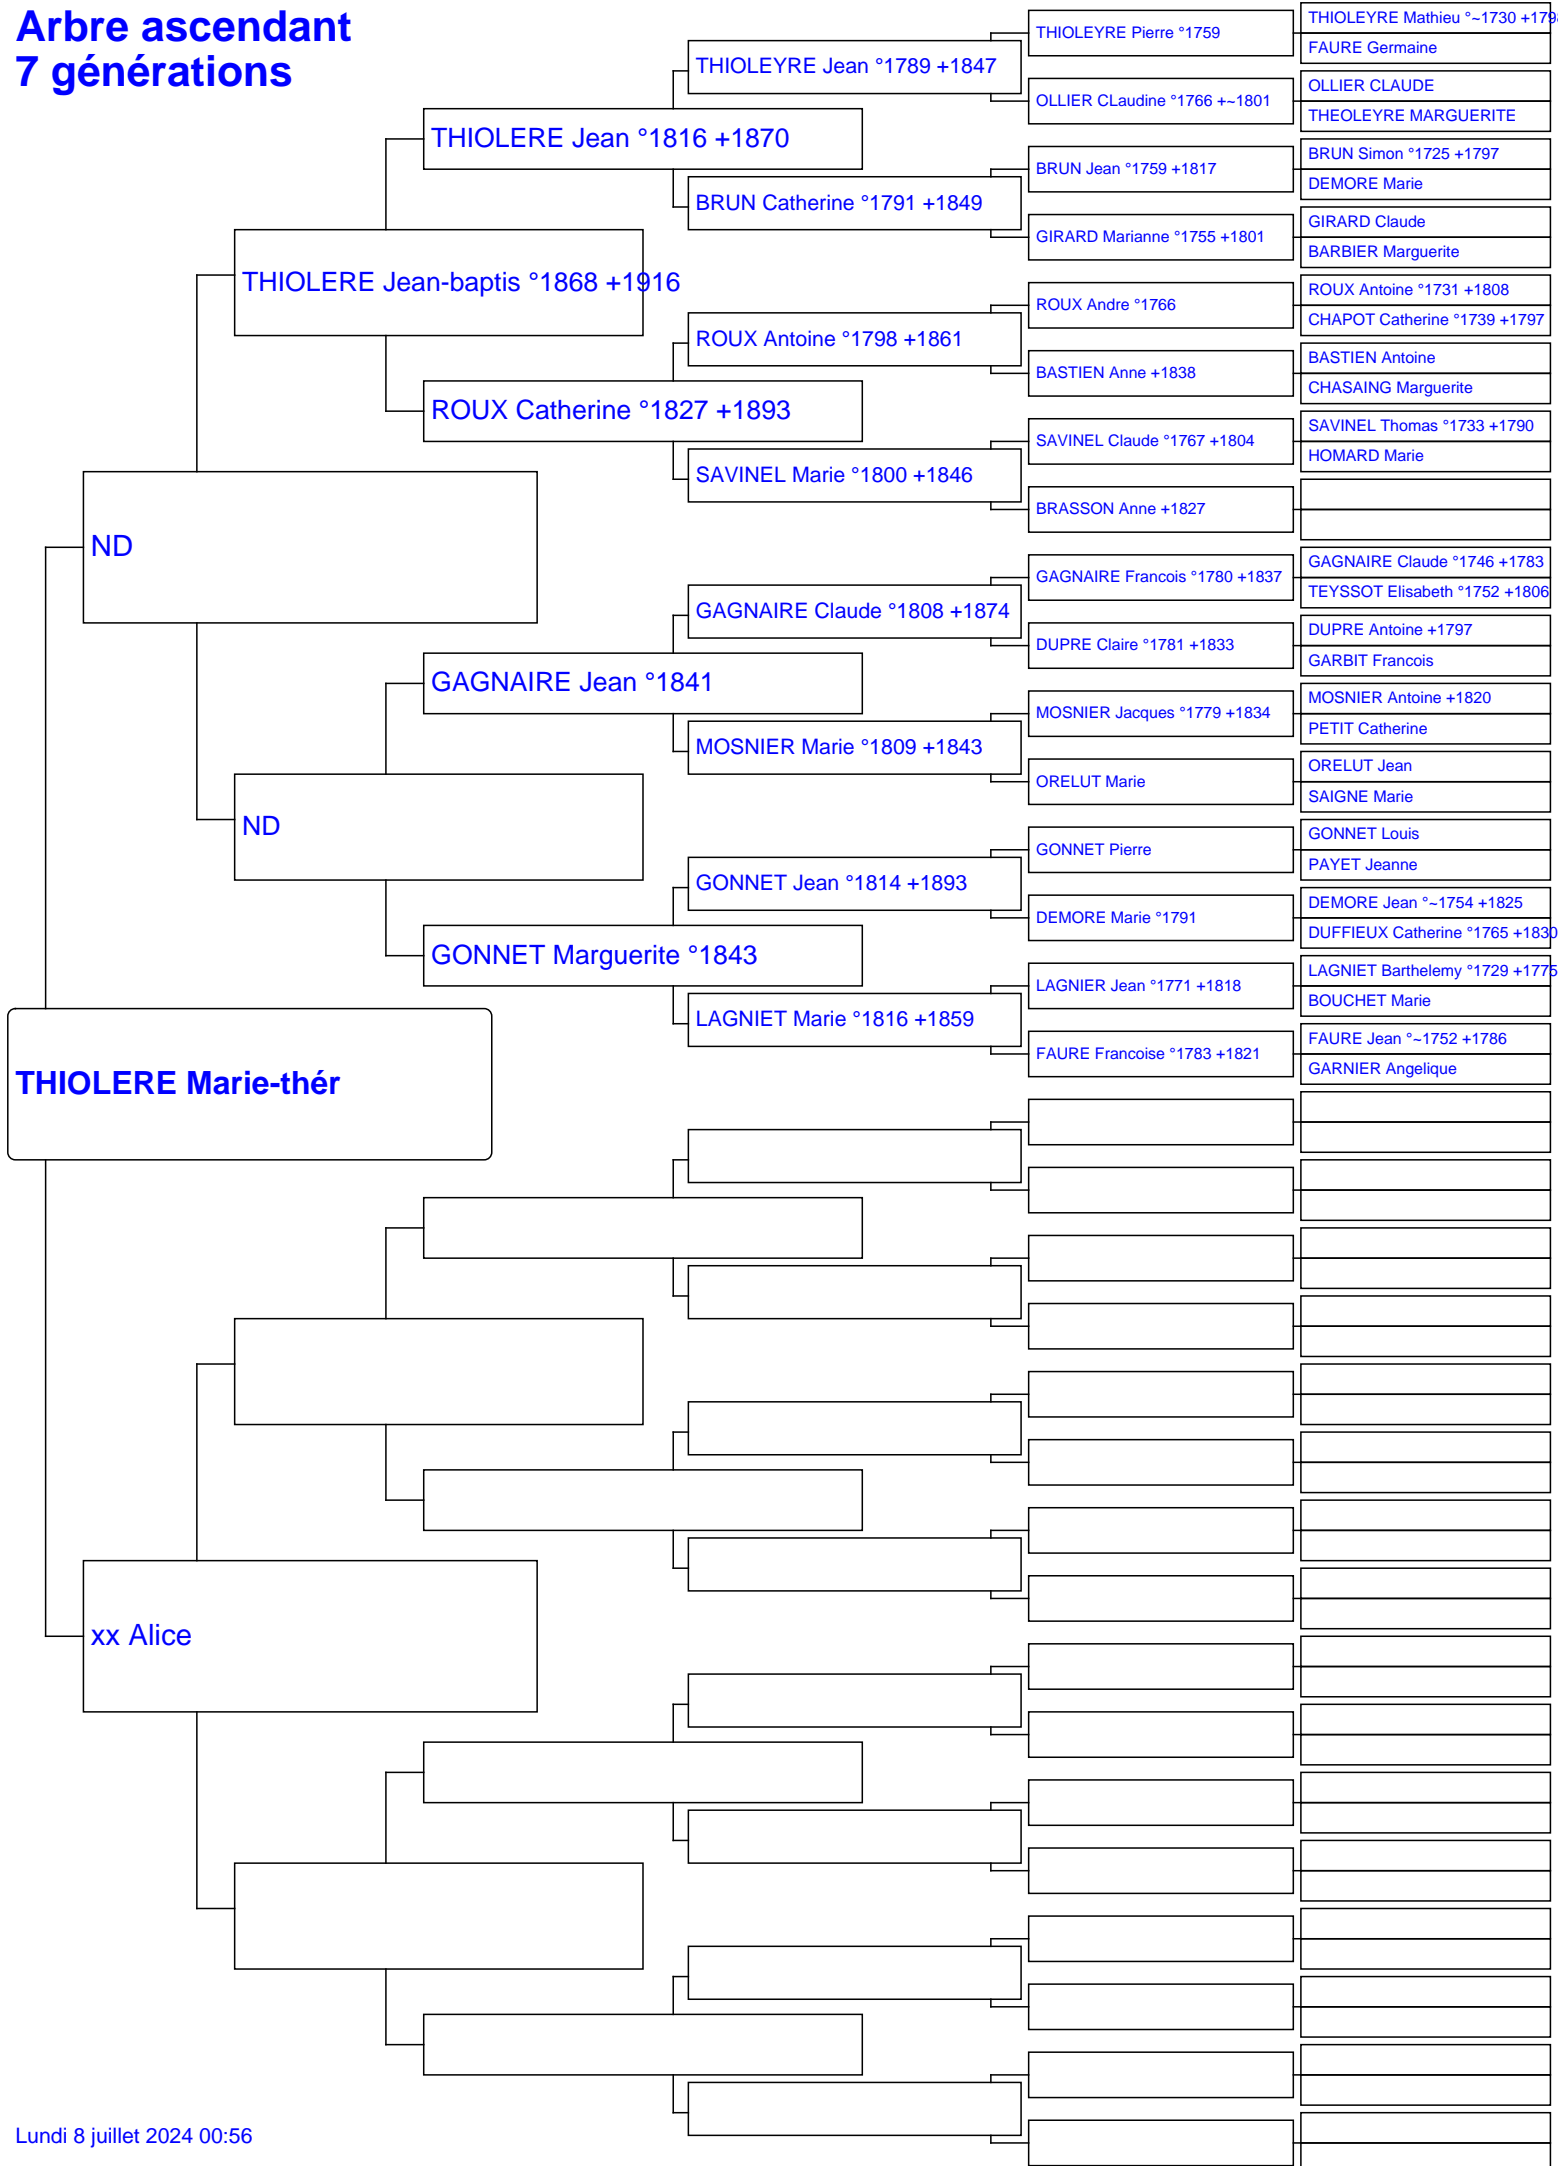 Arbre ascendant
7 générations
THIOLERE Marie-thér
ND
xx Alice
THIOLERE Jean-baptis °1868 +1916
ND
THIOLERE Jean °1816 +1870
ROUX Catherine °1827 +1893
GAGNAIRE Jean °1841
GONNET Marguerite °1843
THIOLEYRE Jean °1789 +1847
BRUN Catherine °1791 +1849
ROUX Antoine °1798 +1861
SAVINEL Marie °1800 +1846
GAGNAIRE Claude °1808 +1874
MOSNIER Marie °1809 +1843
GONNET Jean °1814 +1893
LAGNIET Marie °1816 +1859
THIOLEYRE Pierre °1759
OLLIER CLaudine °1766 +~1801
BRUN Jean °1759 +1817
GIRARD Marianne °1755 +1801
ROUX Andre °1766
BASTIEN Anne +1838
SAVINEL Claude °1767 +1804
BRASSON Anne +1827
GAGNAIRE Francois °1780 +1837
DUPRE Claire °1781 +1833
MOSNIER Jacques °1779 +1834
ORELUT Marie
GONNET Pierre
DEMORE Marie °1791
LAGNIER Jean °1771 +1818
FAURE Francoise °1783 +1821
THIOLEYRE Mathieu °~1730
FAURE Germaine
OLLIER CLAUDE
THEOLEYRE MARGUERITE
BRUN Simon °1725 +1797
DEMORE Marie
GIRARD Claude
BARBIER Marguerite
ROUX Antoine °1731 +1808
CHAPOT Catherine °1739 +1797
BASTIEN Antoine
CHASAING Marguerite
SAVINEL Thomas °1733 +1790
HOMARD Marie
GAGNAIRE Claude °1746 +1783
TEYSSOT Elisabeth °1752 +1806
DUPRE Antoine +1797
GARBIT Francois
MOSNIER Antoine +1820
PETIT Catherine
ORELUT Jean
SAIGNE Marie
GONNET Louis
PAYET Jeanne
DEMORE Jean °~1754 +1825
DUFFIEUX Catherine °1765 +1830
LAGNIET Barthelemy °1729 +1775
BOUCHET Marie
FAURE Jean °~1752 +1786
GARNIER Angelique
Lundi 8 juillet 2024 00:56